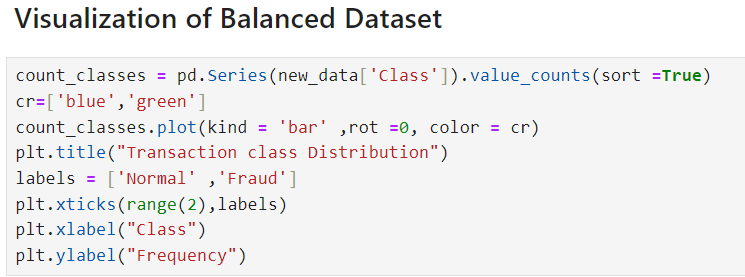 Visualization of Balanced Dataset
count_classes = pd.Series(new_data['Class']).value_counts(sort =True)
cr=['blue','green']
count_classes.plot(kind = 'bar' ,rot =0, color = cr)
plt.title("Transaction class Distribution")
labels = ['Normal' ,'Fraud']
plt.xticks(range(2),labels)
plt.xlabel("Class")
plt.ylabel("Frequency")